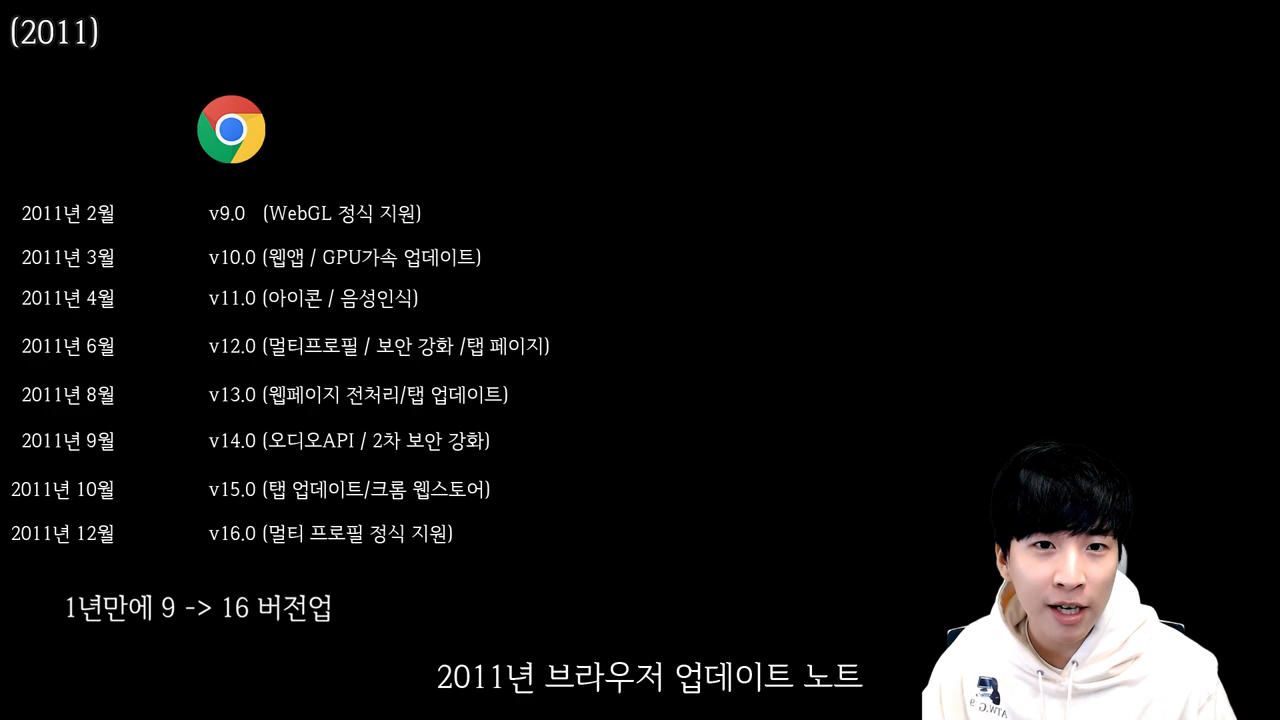 (2011)
2011년 2월 v9.0 (WebGL 정식 지원)
2011년 3월 v10.0 (웹앱 / GPU가속 업데이트)
2011년 4월 v11.0 (아이콘 / 음성인식)
2011년 6월 v12.0 (멀티프로필 / 보안 강화 /탭 페이지)
2011년 8월 v13.0 (웹페이지 전처리/탭 업데이트)
2011년 9월 v14.0 (오디오API / 2차 보안 강화)
2011년 10월 v15.0 (탭 업데이트/크롬 웹스토어)
2011년 12월 v16.0 (멀티 프로필 정식 지원)
1년만에 9 -> 16 버전업
2011년 브라우저 업데이트 노트